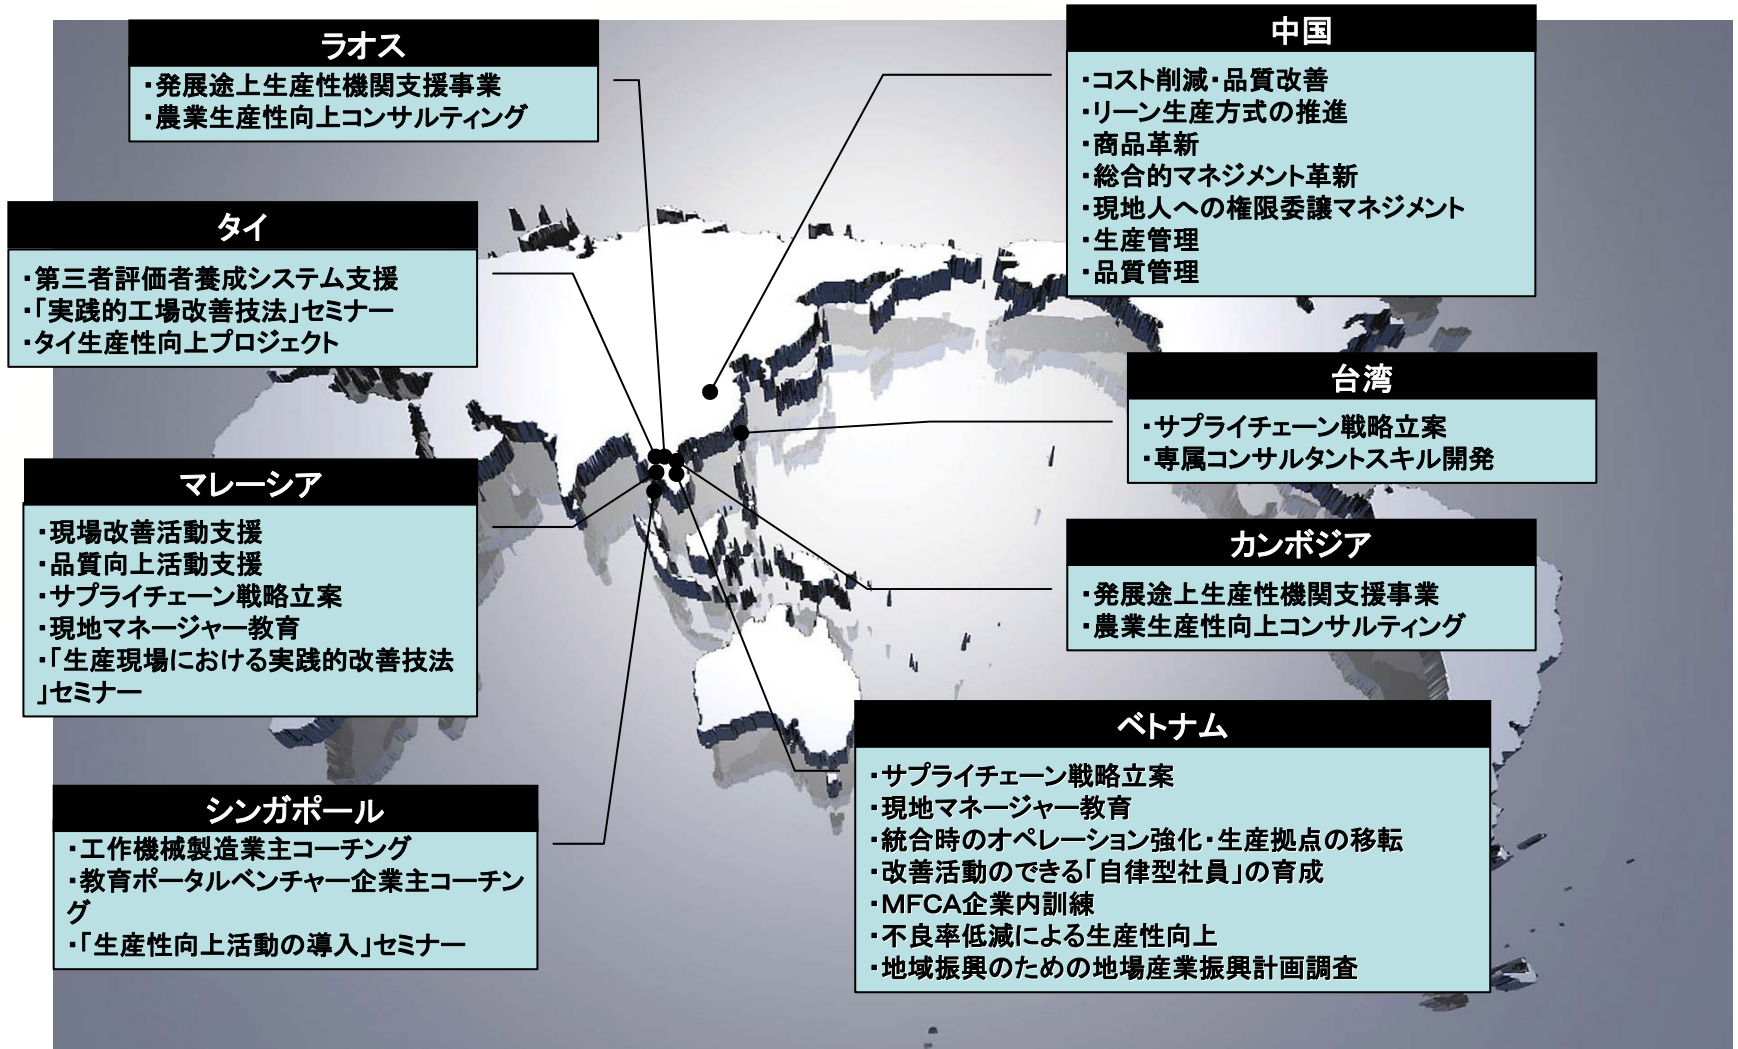 ラオス
・発展途上生産性機関支援事業
・農業生産性向上コンサルティング
中国
・コスト削減・品質改善
・リーン生産方式の推進
・商品革新
・総合的マネジメント革新
・現地人への権限委譲マネジメント
・生産管理
・品質管理
タイ
・第三者評価者養成システム支援
・「実践的工場改善技法」セミナー
・タイ生産性向上プロジェクト
台湾
・サプライチェーン戦略立案
・専属コンサルタントスキル開発
マレーシア
・現場改善活動支援
・品質向上活動支援
・サプライチェーン戦略立案
・現地マネージャー教育
・「生産現場における実践的改善技法
」セミナー
カンボジア
・発展途上生産性機関支援事業
・農業生産性向上コンサルティング
シンガポール
・工作機械製造業主コーチング
・教育ポータルベンチャー企業主コーチン
グ
・「生産性向上活動の導入」セミナー
ベトナム
・サプライチェーン戦略立案
・現地マネージャー教育
・統合時のオペレーション強化・生産拠点の移転
・改善活動のできる「自律型社員」の育成
・MFCA企業内訓練
・不良率低減による生産性向上
・地域振興のための地場産業振興計画調査